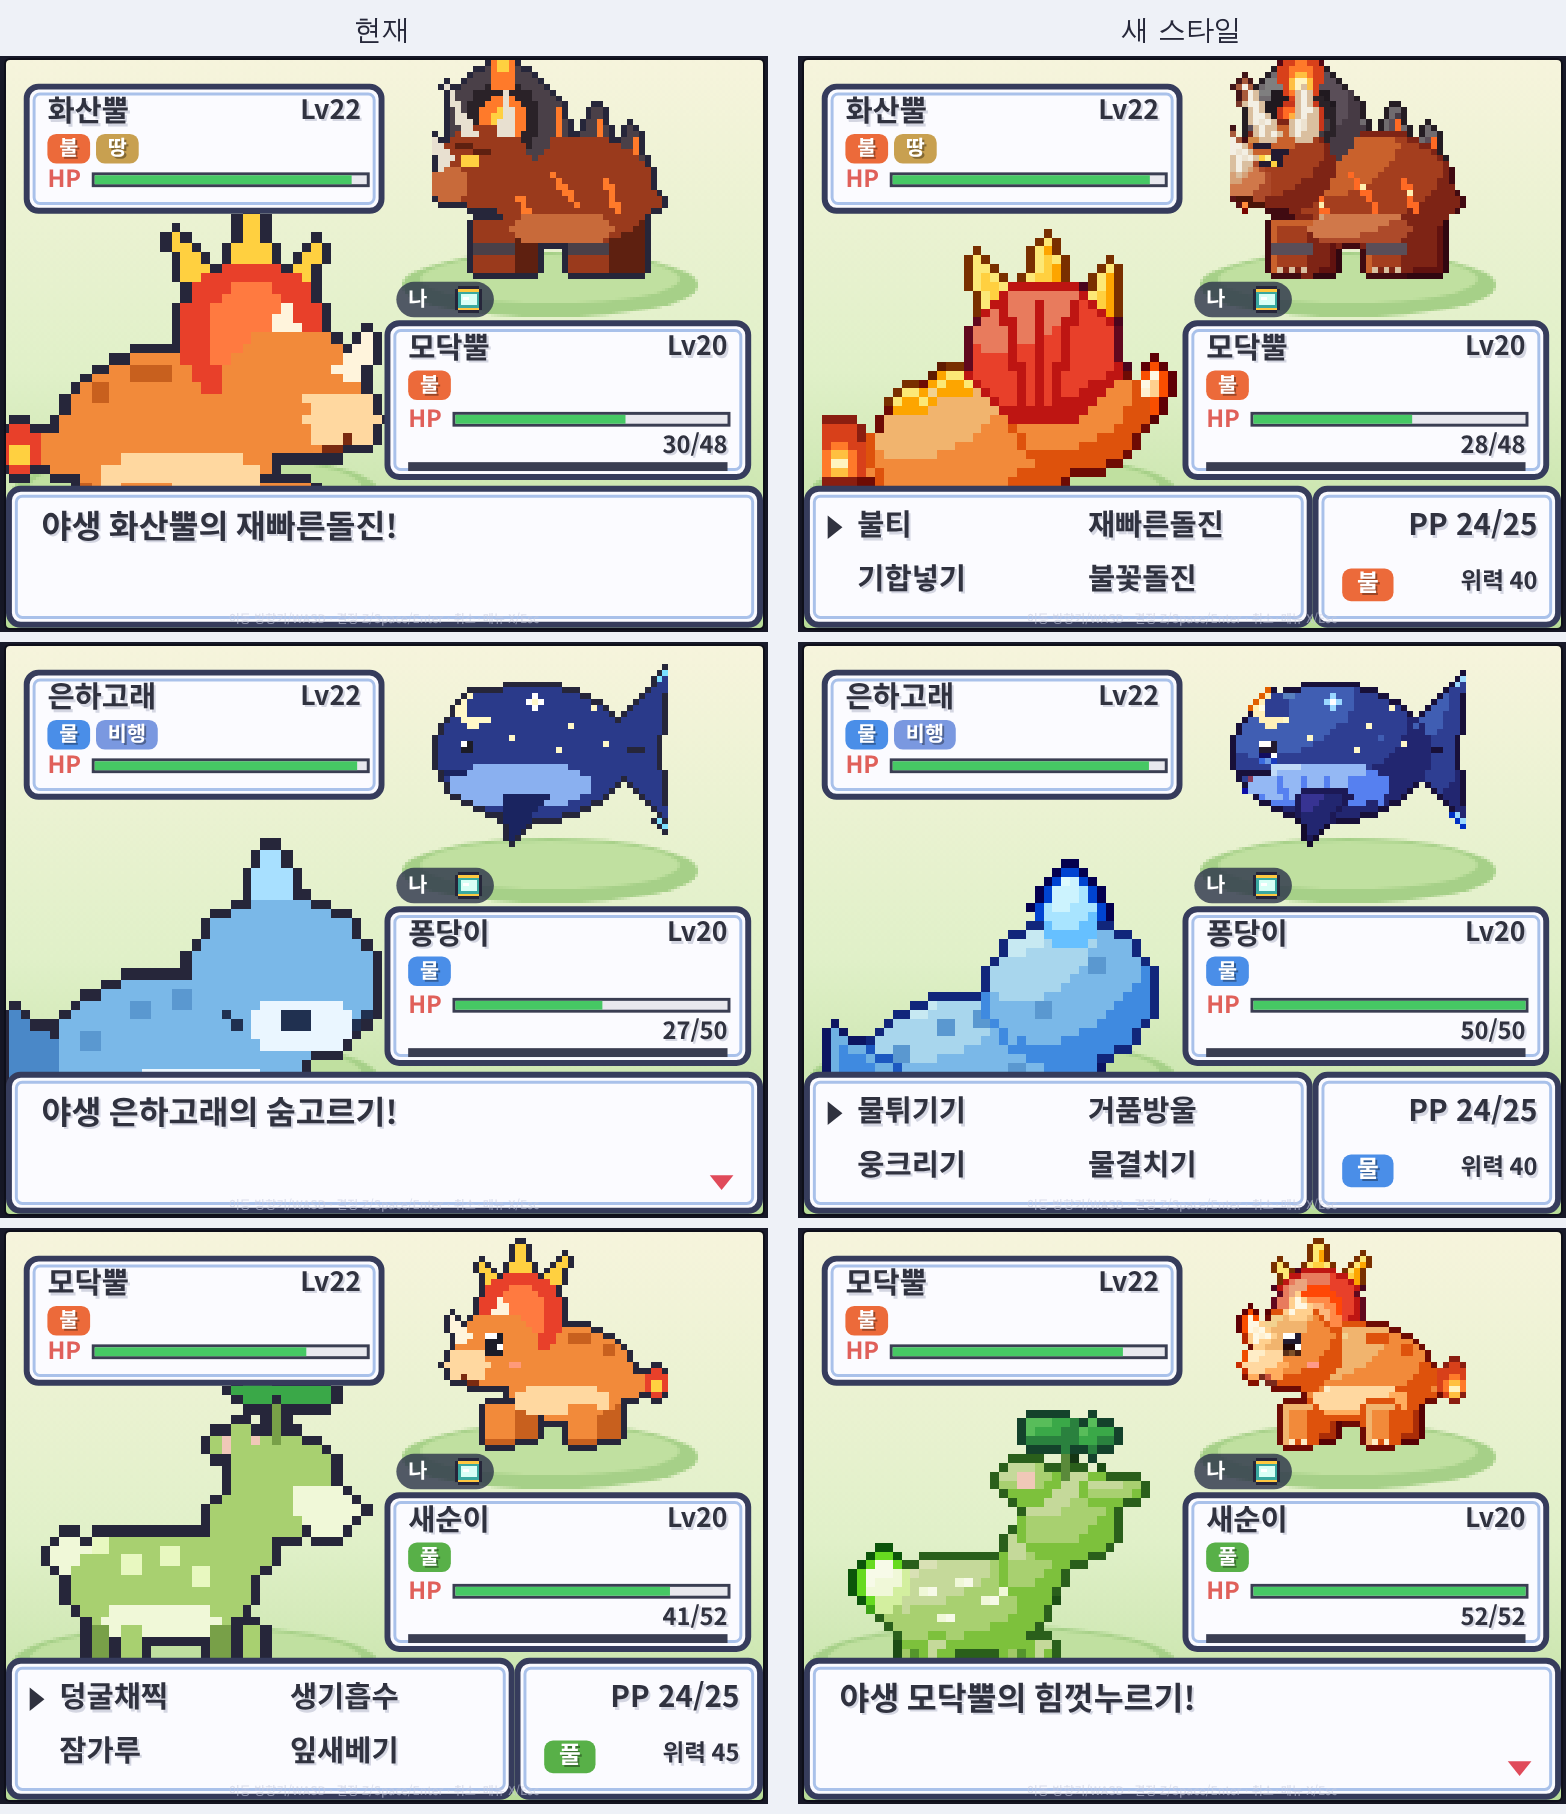 현재
새 스타일
화산뿔 Lv22
불 땅
HP
나
모닥뿔 Lv20
불
HP
30/48
야생 화산뿔의 재빠른돌진!
화산뿔 Lv22
불 땅
HP
나
모닥뿔 Lv20
불
HP
28/48
불티 재빠른돌진
기합넣기 불꽃돌진
PP 24/25
불 위력 40
은하고래 Lv22
물 비행
HP
나
퐁당이 Lv20
물
HP
27/50
야생 은하고래의 숨고르기!
은하고래 Lv22
물 비행
HP
나
퐁당이 Lv20
물
HP
50/50
물튀기기 거품방울
웅크리기 물결치기
PP 24/25
물 위력 40
모닥뿔 Lv22
불
HP
나
새순이 Lv20
풀
HP
41/52
덩굴채찍 생기흡수
잠가루 잎새베기
PP 24/25
풀 위력 45
모닥뿔 Lv22
불
HP
나
새순이 Lv20
풀
HP
52/52
야생 모닥뿔의 힘껏누르기!